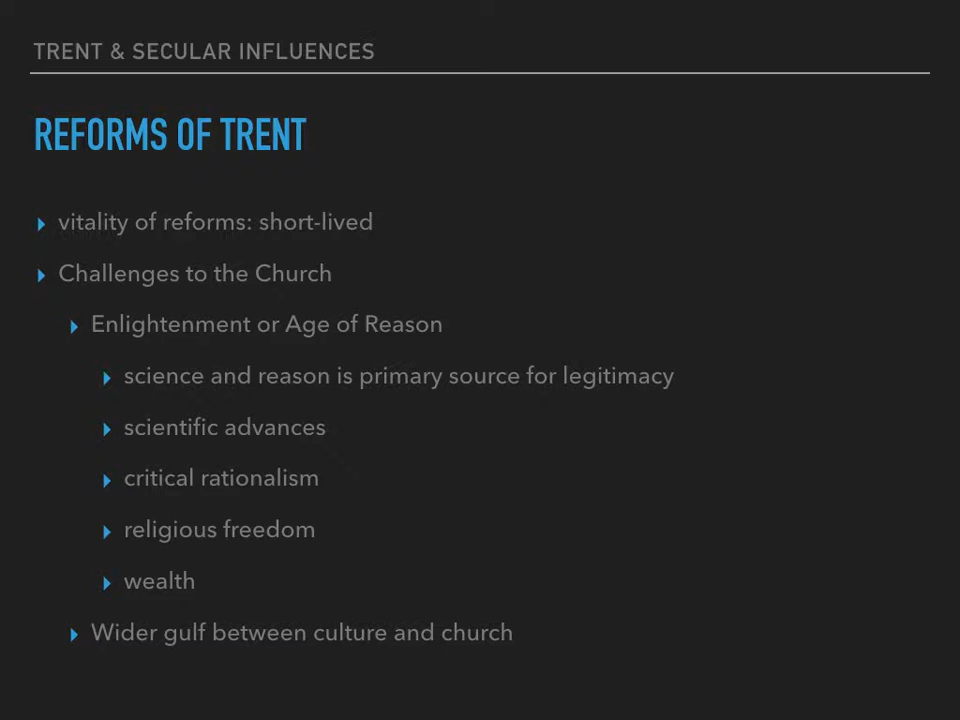 TRENT & SECULAR INFLUENCES
REFORMS OF TRENT
vitality of reforms: short-lived
Challenges to the Church
Enlightenment or Age of Reason
science and reason is primary source for legitimacy
scientific advances
critical rationalism
religious freedom
wealth
Wider gulf between culture and church